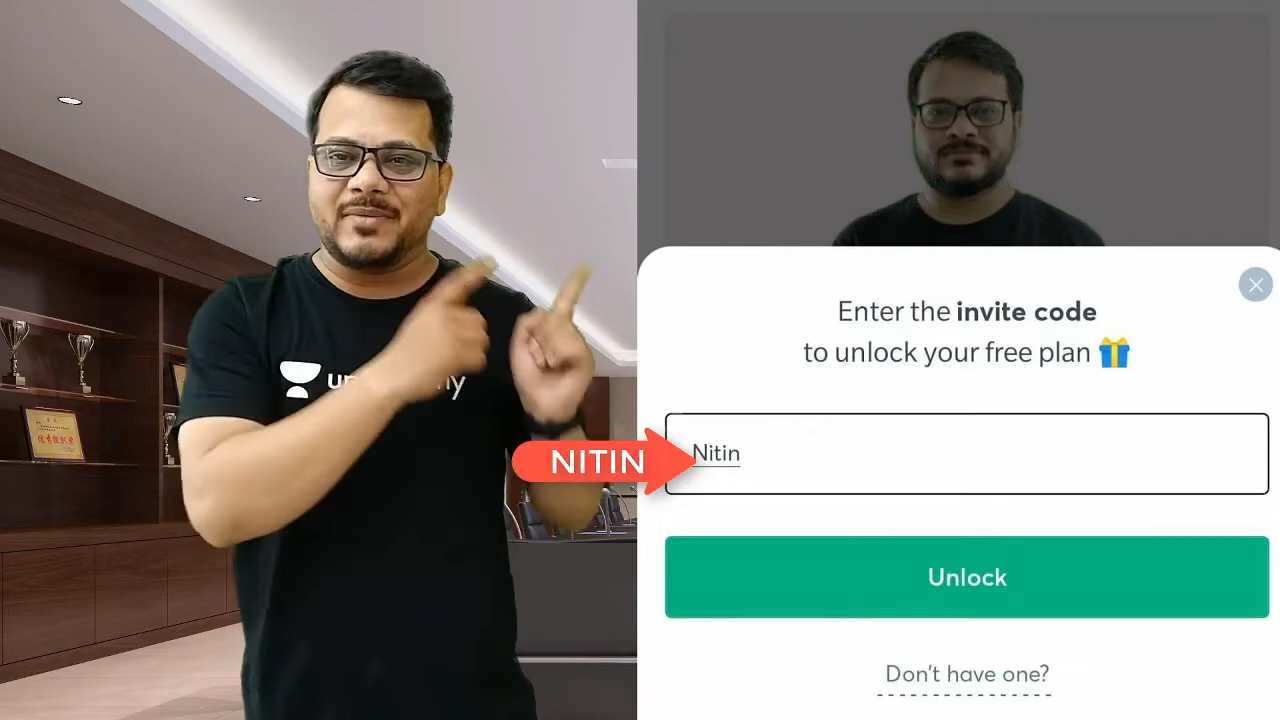 NITIN
Enter the invite code
to unlock your free plan
Nitin
Unlock
Don't have one?